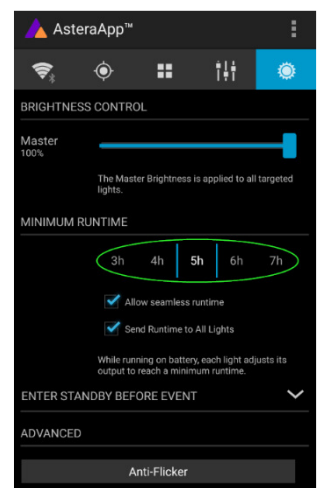 AsteraApp™
BRIGHTNESS CONTROL
Master
100%
The Master Brightness is applied to all targeted
lights.
MINIMUM RUNTIME
3h 4h 5h 6h 7h
Allow seamless runtime
Send Runtime to All Lights
While running on battery, each light adjusts its
output to reach a minimum runtime.
ENTER STANDBY BEFORE EVENT
ADVANCED
Anti-Flicker